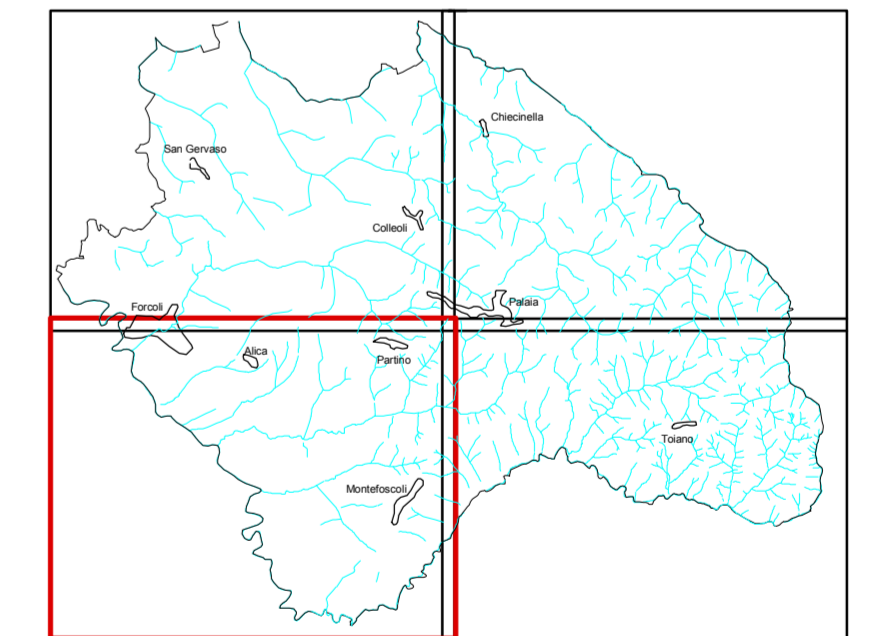 Chiecinella
San Gervaso
Colleoli
Palaia
Forcoli
Alica
Partino
Toiano
Montefoscoli